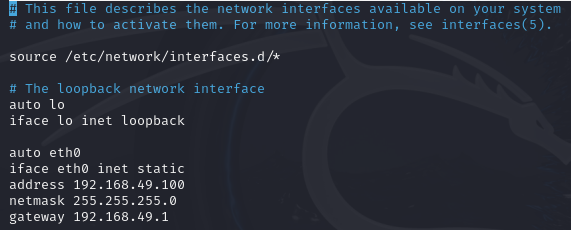 # This file describes the network interfaces available on your system
# and how to activate them. For more information, see interfaces(5).
source /etc/network/interfaces.d/*
# The loopback network interface
auto lo
iface lo inet loopback
auto eth0
iface eth0 inet static
address 192.168.49.100
netmask 255.255.255.0
gateway 192.168.49.1